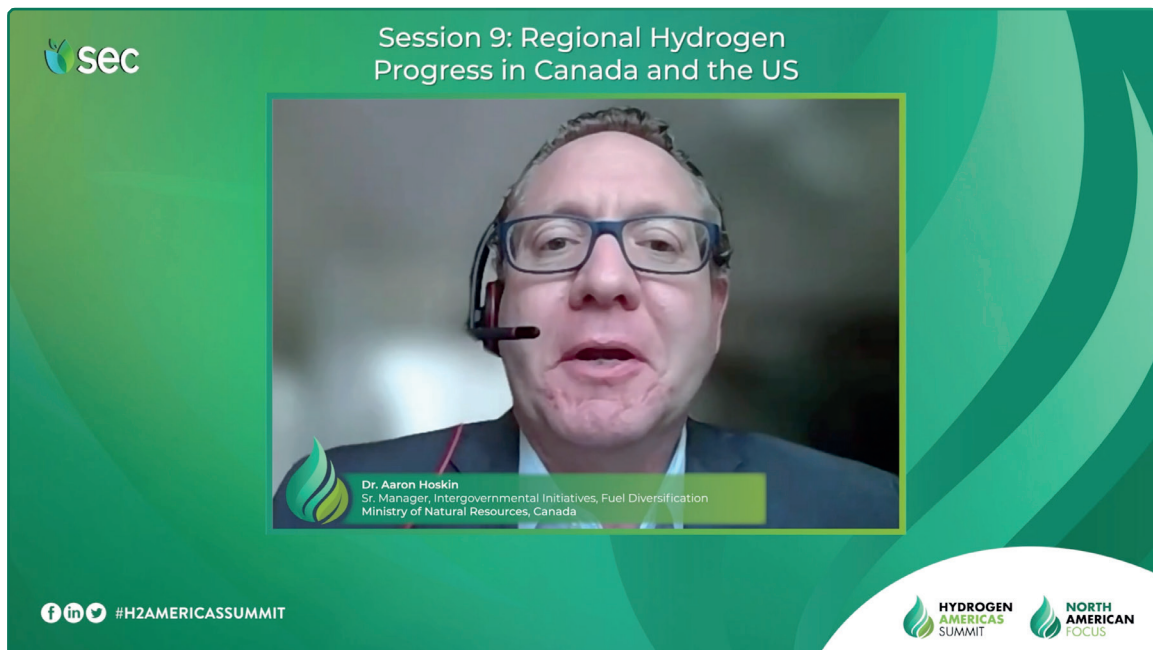 sec
Session 9: Regional Hydrogen
Progress in Canada and the US
Dr. Aaron Hoskin
Sr. Manager, Intergovernmental Initiatives, Fuel Diversification
Ministry of Natural Resources, Canada
#H2AMERICASSUMMIT
HYDROGEN
AMERICAS
SUMMIT
NORTH
AMERICAN
FOCUS